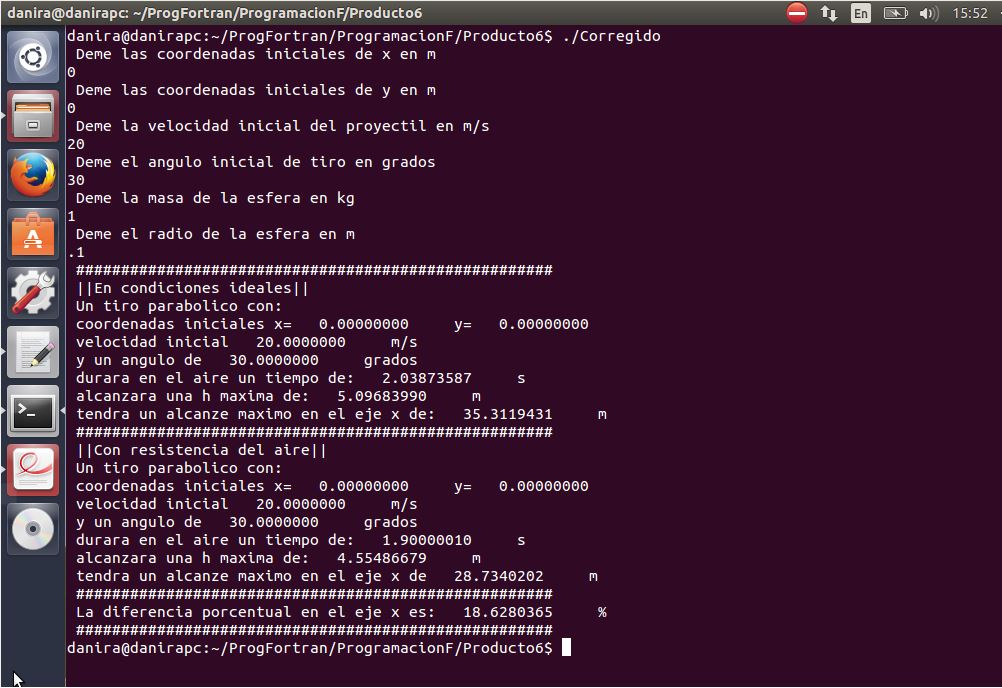 danira@danirapc: ~/ProgFortran/ProgramacionF/Producto6
En
15:52
danira@danirapc:~/ProgFortran/ProgramacionF/Producto6$ ./Corregido
Deme las coordenadas iniciales de x en m
0
Deme las coordenadas iniciales de y en m
0
Deme la velocidad inicial del proyectil en m/s
20
Deme el angulo inicial de tiro en grados
30
Deme la masa de la esfera en kg
1
Deme el radio de la esfera en m
.1
#####################################################
||En condiciones ideales||
Un tiro parabolico con:
coordenadas iniciales x=   0.00000000     y=   0.00000000
velocidad inicial   20.0000000     m/s
y un angulo de   30.0000000     grados
durara en el aire un tiempo de:   2.03873587     s
alcanzara una h maxima de:   5.09683990     m
tendra un alcanze maximo en el eje x de:   35.3119431     m
#####################################################
||Con resistencia del aire||
Un tiro parabolico con:
coordenadas iniciales x=   0.00000000     y=   0.00000000
velocidad inicial   20.0000000     m/s
y un angulo de   30.0000000     grados
durara en el aire un tiempo de:   1.90000010     s
alcanzara una h maxima de:   4.55486679     m
tendra un alcanze maximo en el eje x de   28.7340202     m
#####################################################
La diferencia porcentual en el eje x es:   18.6280365     %
#####################################################
danira@danirapc:~/ProgFortran/ProgramacionF/Producto6$